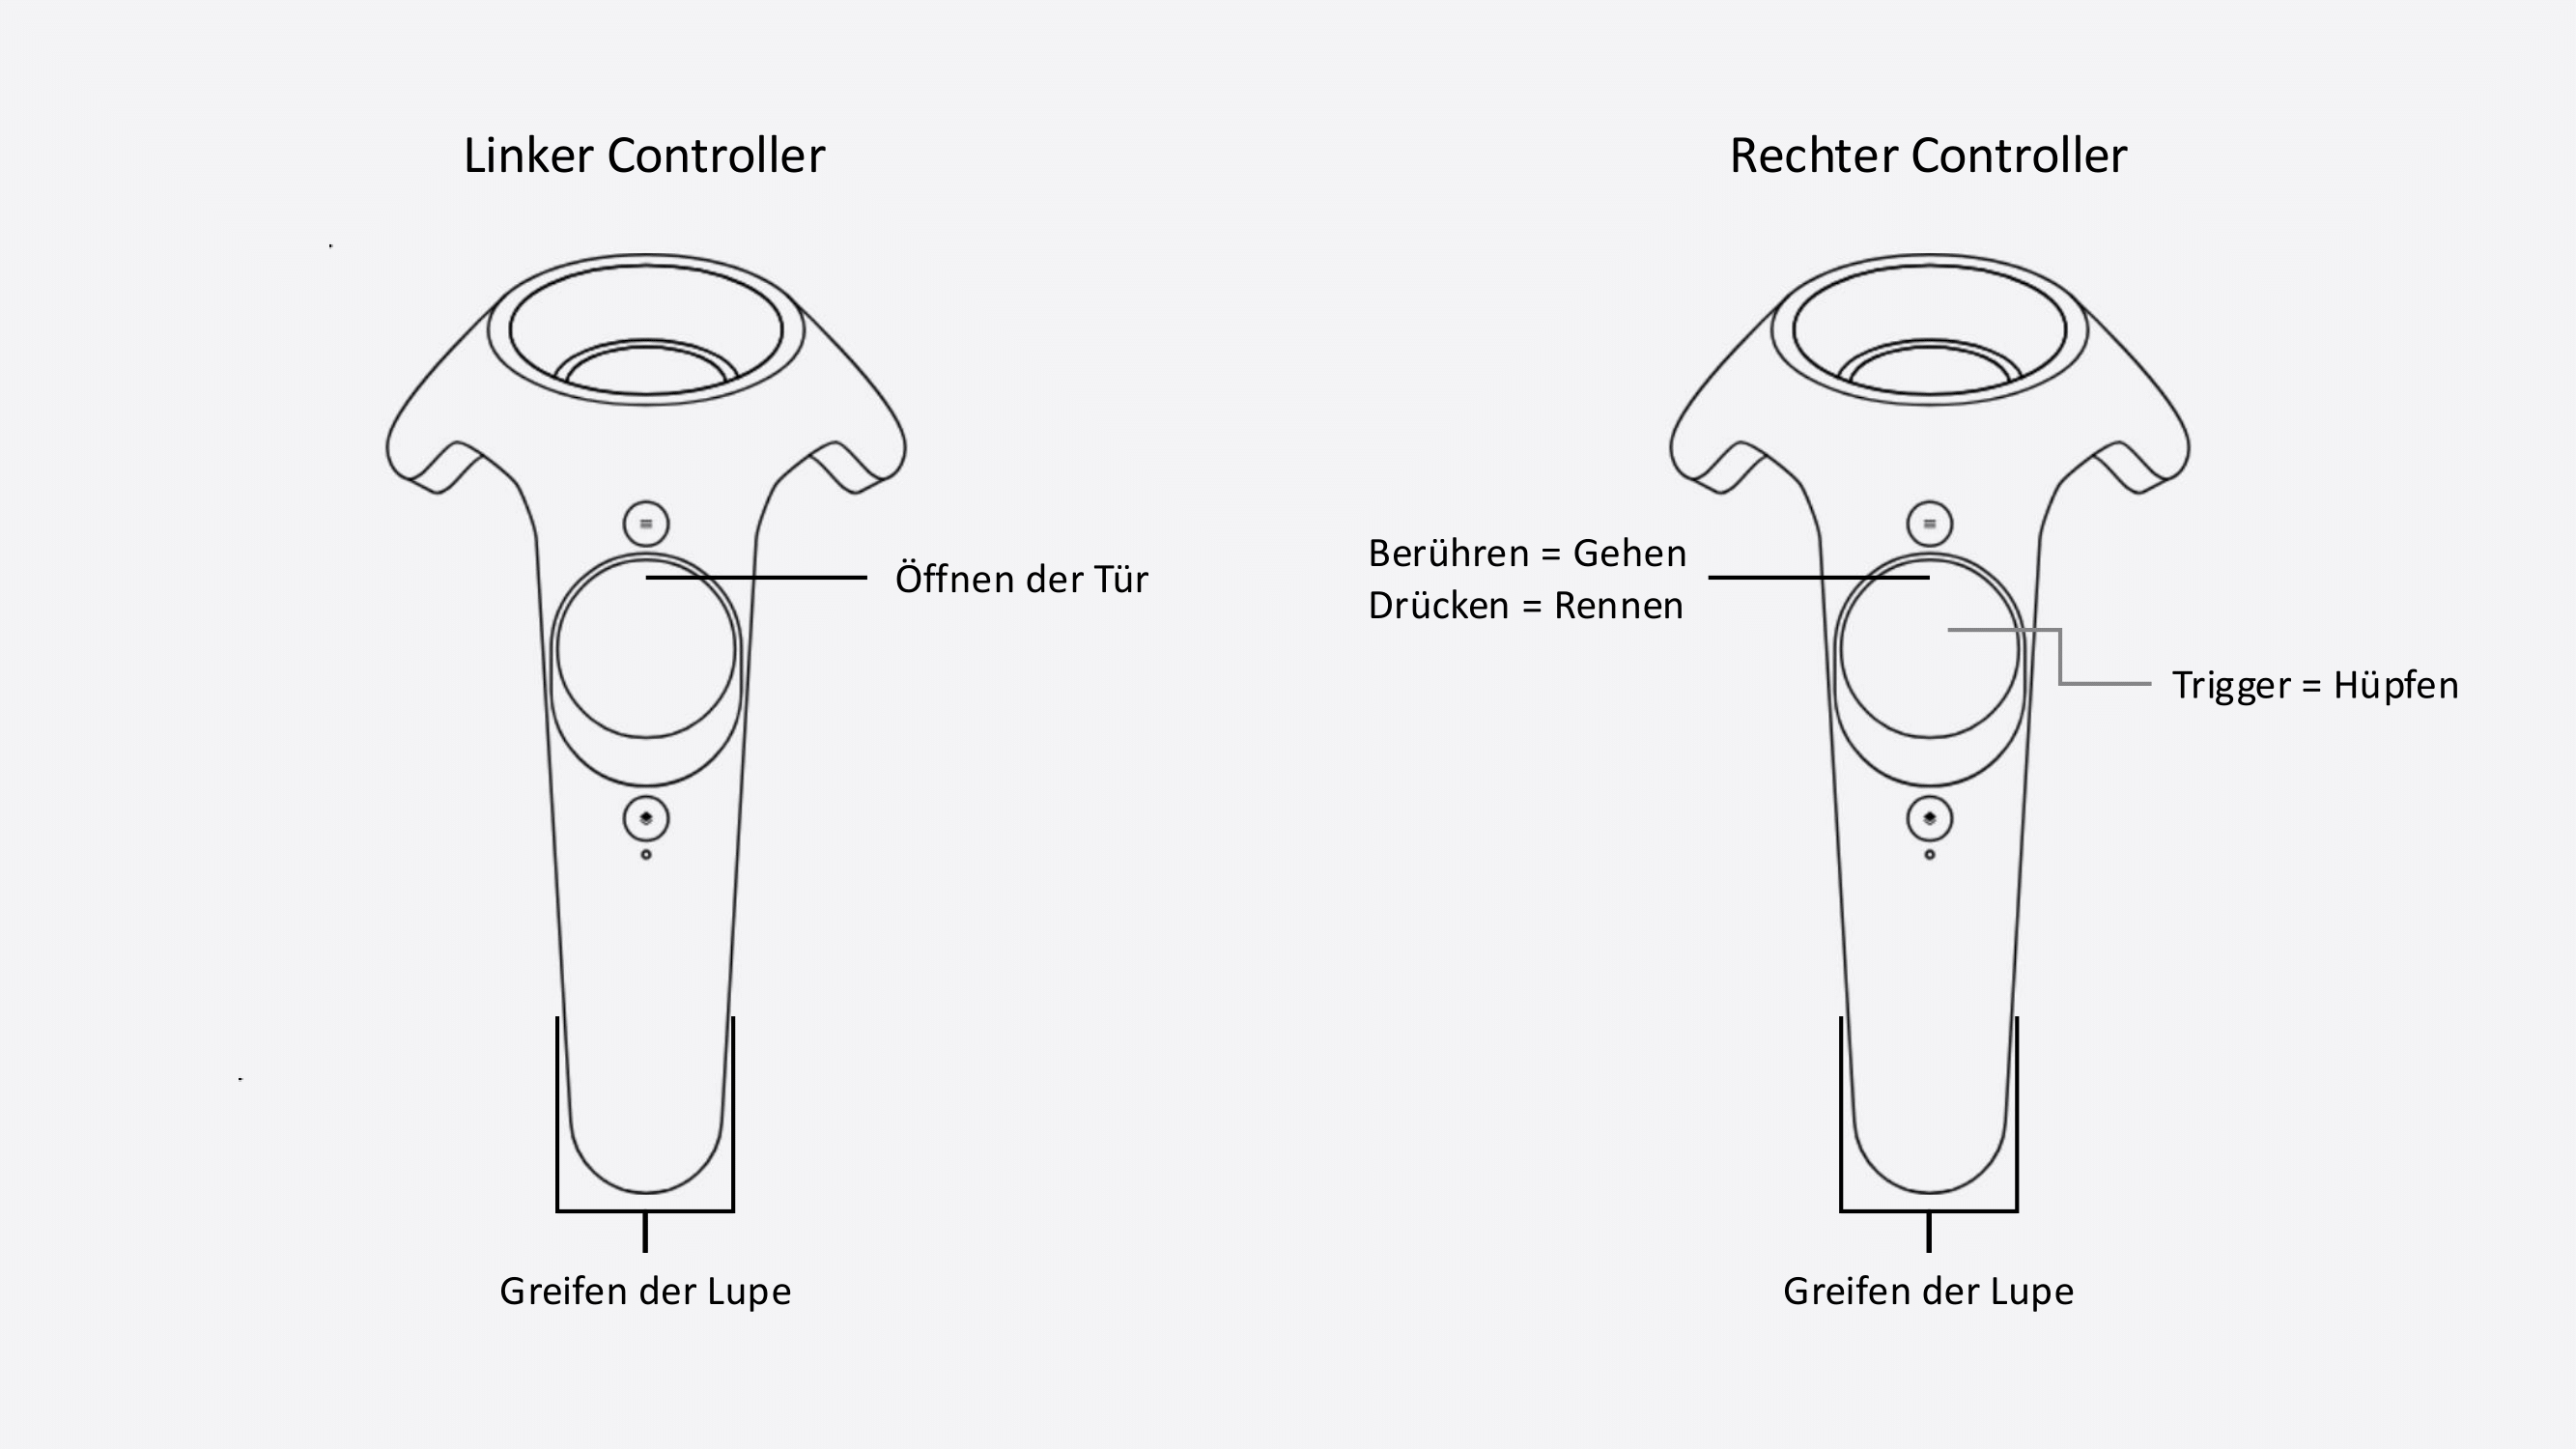 Linker Controller
Rechter Controller
Öffnen der Tür
Berühren = Gehen
Drücken = Rennen
Trigger = Hüpfen
Greifen der Lupe
Greifen der Lupe